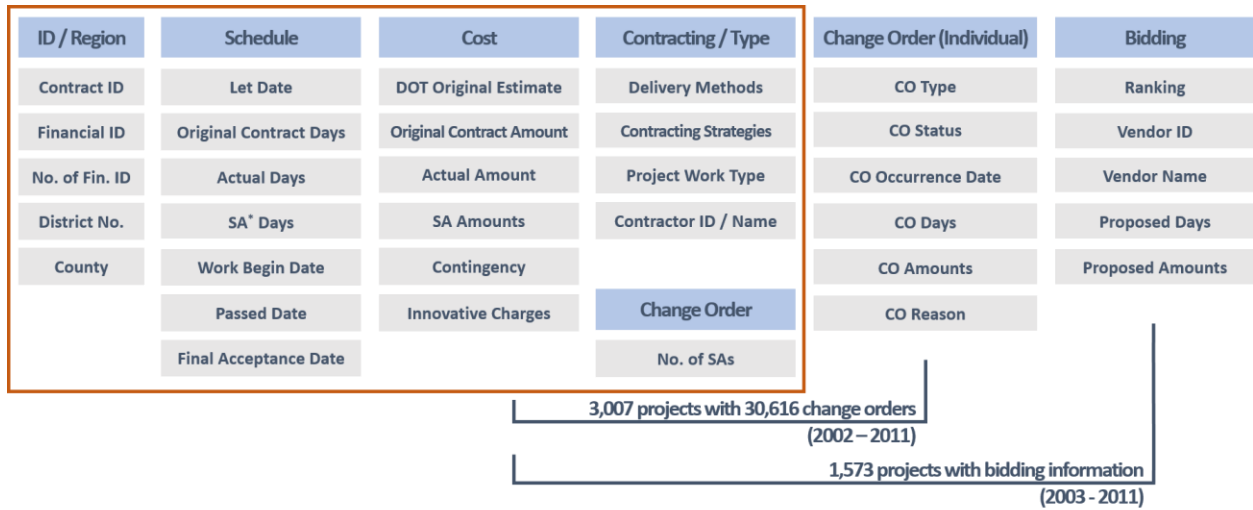 ID / Region
Contract ID
Financial ID
No. of Fin. ID
District No.
County
Schedule
Let Date
Original Contract Days
Actual Days
SA* Days
Work Begin Date
Passed Date
Final Acceptance Date
Cost
DOT Original Estimate
Original Contract Amount
Actual Amount
SA Amounts
Contingency
Innovative Charges
Contracting / Type
Delivery Methods
Contracting Strategies
Project Work Type
Contractor ID / Name
Change Order
No. of SAs
Change Order (Individual)
CO Type
CO Status
CO Occurrence Date
CO Days
CO Amounts
CO Reason
Bidding
Ranking
Vendor ID
Vendor Name
Proposed Days
Proposed Amounts
3,007 projects with 30,616 change orders
(2002 – 2011)
1,573 projects with bidding information
(2003 - 2011)